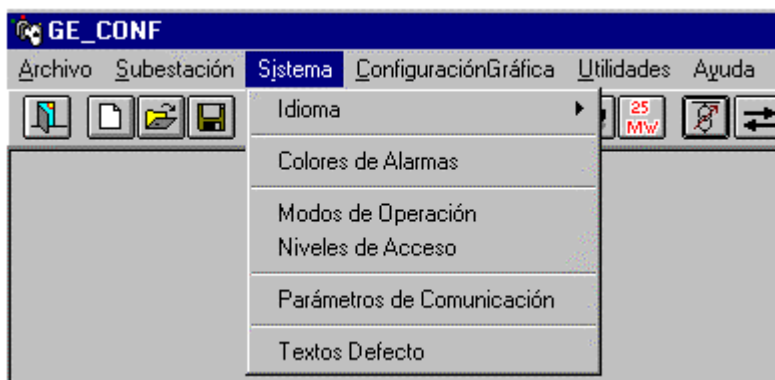 GE_CONF
Archivo Subestación Sistema ConfiguraciónGráfica Utilidades Ayuda
25
MW
Idioma
Colores de Alarmas
Modos de Operación
Niveles de Acceso
Parámetros de Comunicación
Textos Defecto